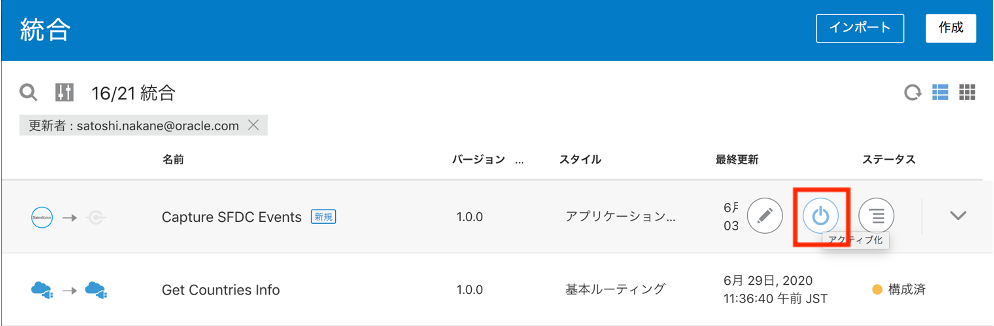 統合
インポート
作成
16/21 統合
更新者 : satoshi.nakane@oracle.com
名前 バージョン ... スタイル 最終更新 ステータス
Capture SFDC Events 新規 1.0.0 アプリケーション... 6月
03
アクティブ化
Get Countries Info 1.0.0 基本ルーティング 6月 29日, 2020
11:36:40 午前 JST
構成済